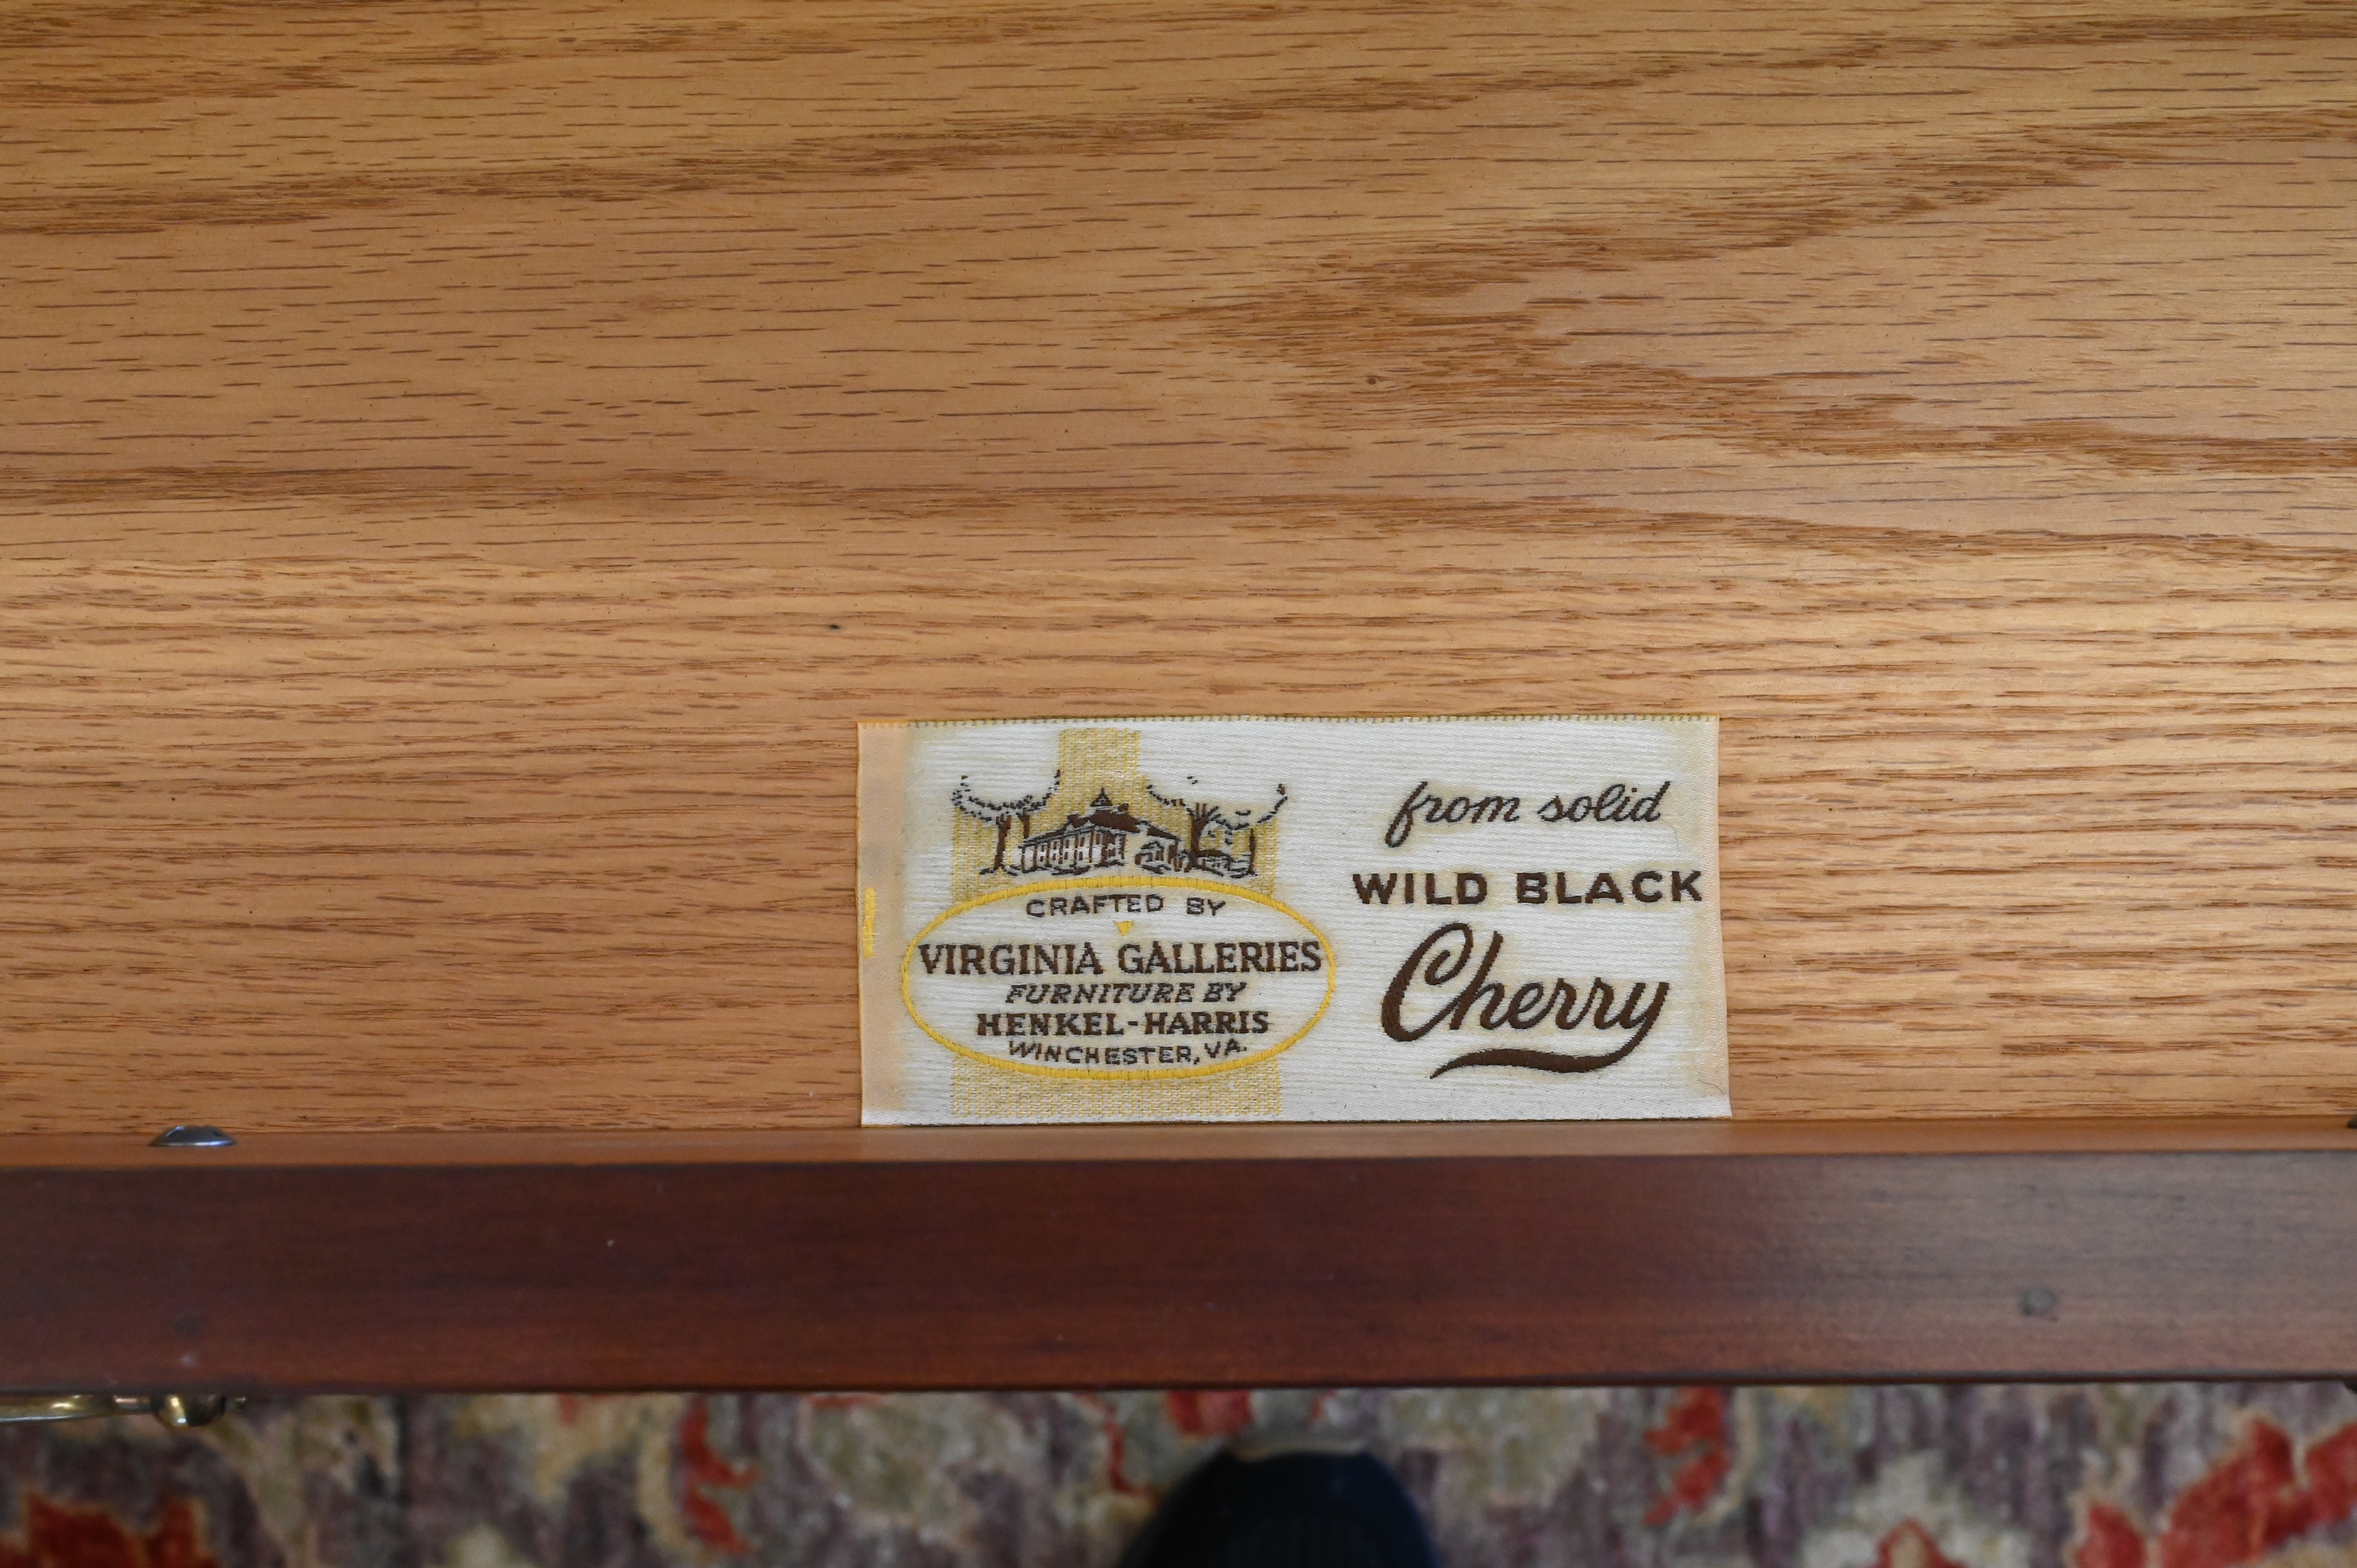 CRAFTED BY
VIRGINIA GALLERIES
FURNITURE BY
HENKEL-HARRIS
WINCHESTER, VA.
from solid
WILD BLACK
Cherry